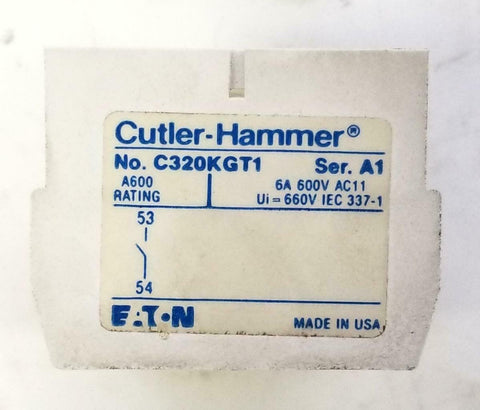 Cutler-Hammer®
No. C320KGT1 Ser. A1
A600 6A 600V AC11
RATING Ui = 660V IEC 337-1
53
54
EATON
MADE IN USA